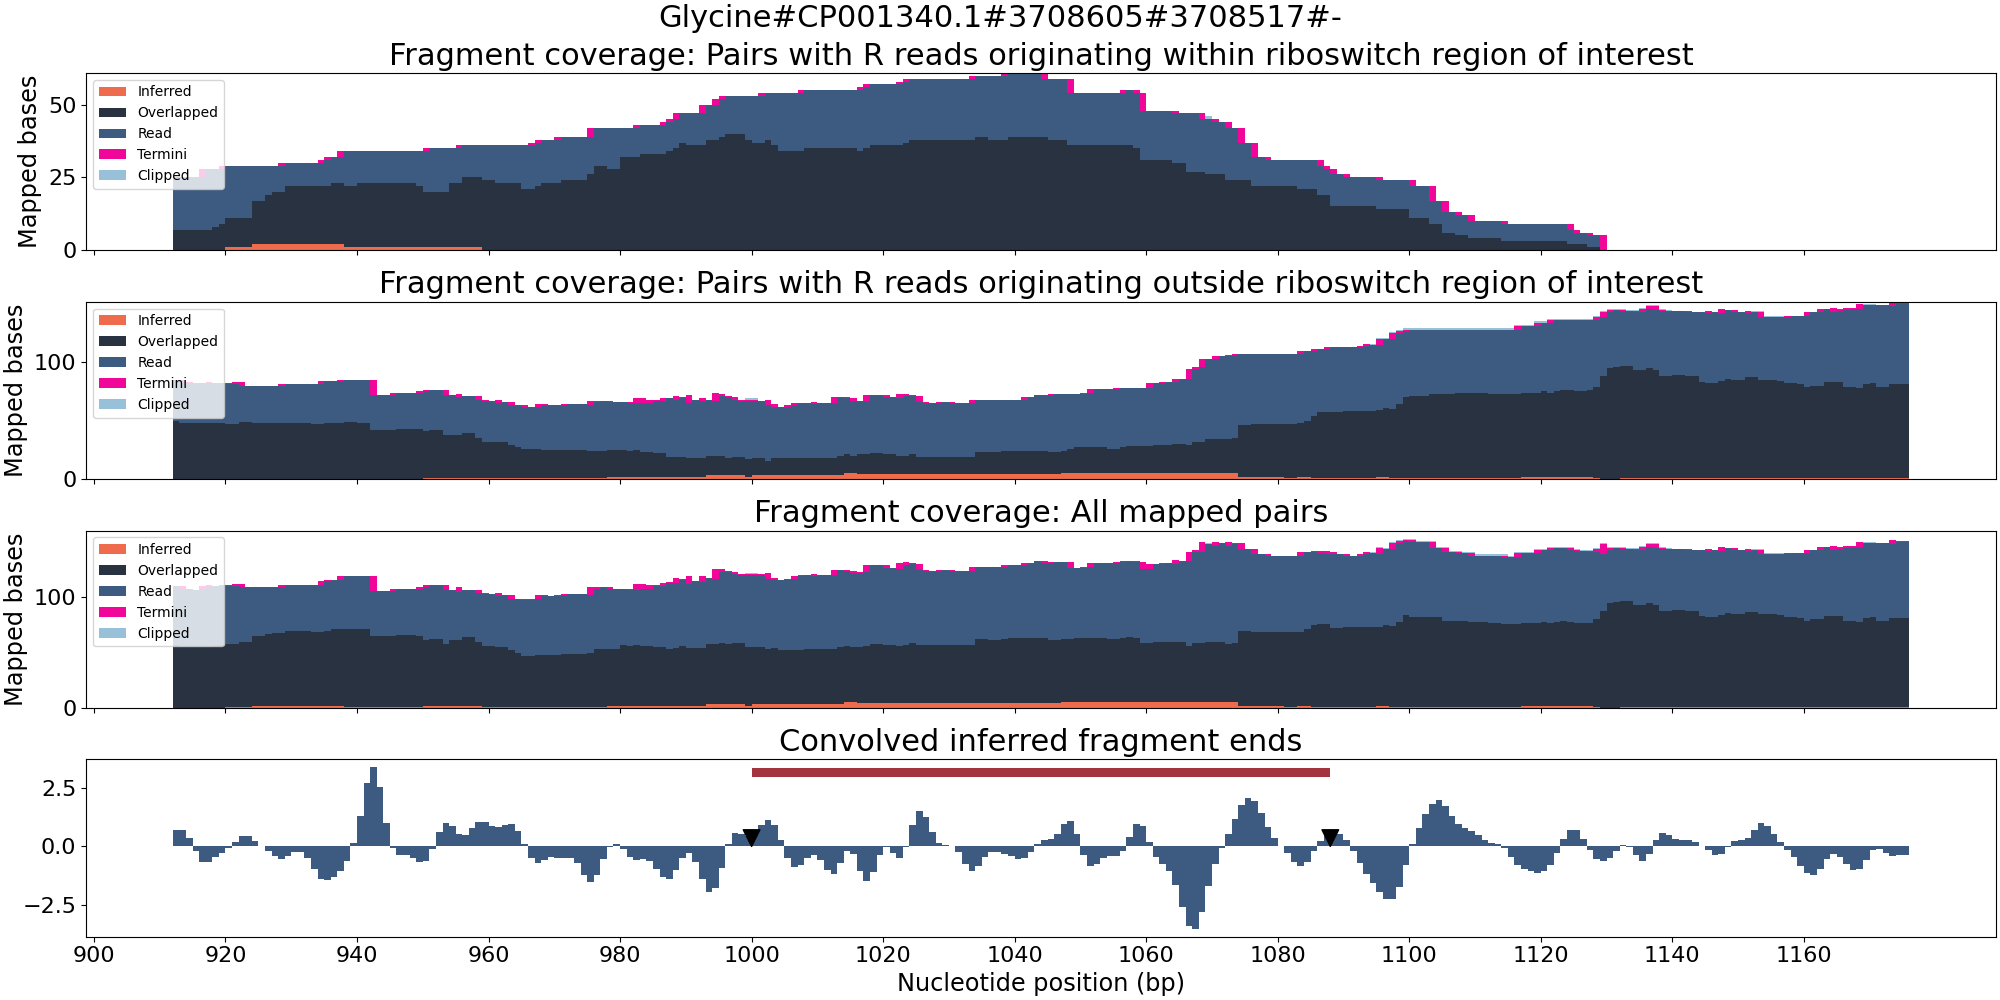 Glycine#CP001340.1#3708605#3708517#-
Fragment coverage: Pairs with R reads originating within riboswitch region of interest
Mapped bases
50
25
0
Inferred
Overlapped
Read
Termini
Clipped
Fragment coverage: Pairs with R reads originating outside riboswitch region of interest
Mapped bases
100
0
Inferred
Overlapped
Read
Termini
Clipped
Fragment coverage: All mapped pairs
Mapped bases
100
0
Inferred
Overlapped
Read
Termini
Clipped
Convolved inferred fragment ends
2.5
0.0
−2.5
900 920 940 960 980 1000 1020 1040 1060 1080 1100 1120 1140 1160
Nucleotide position (bp)